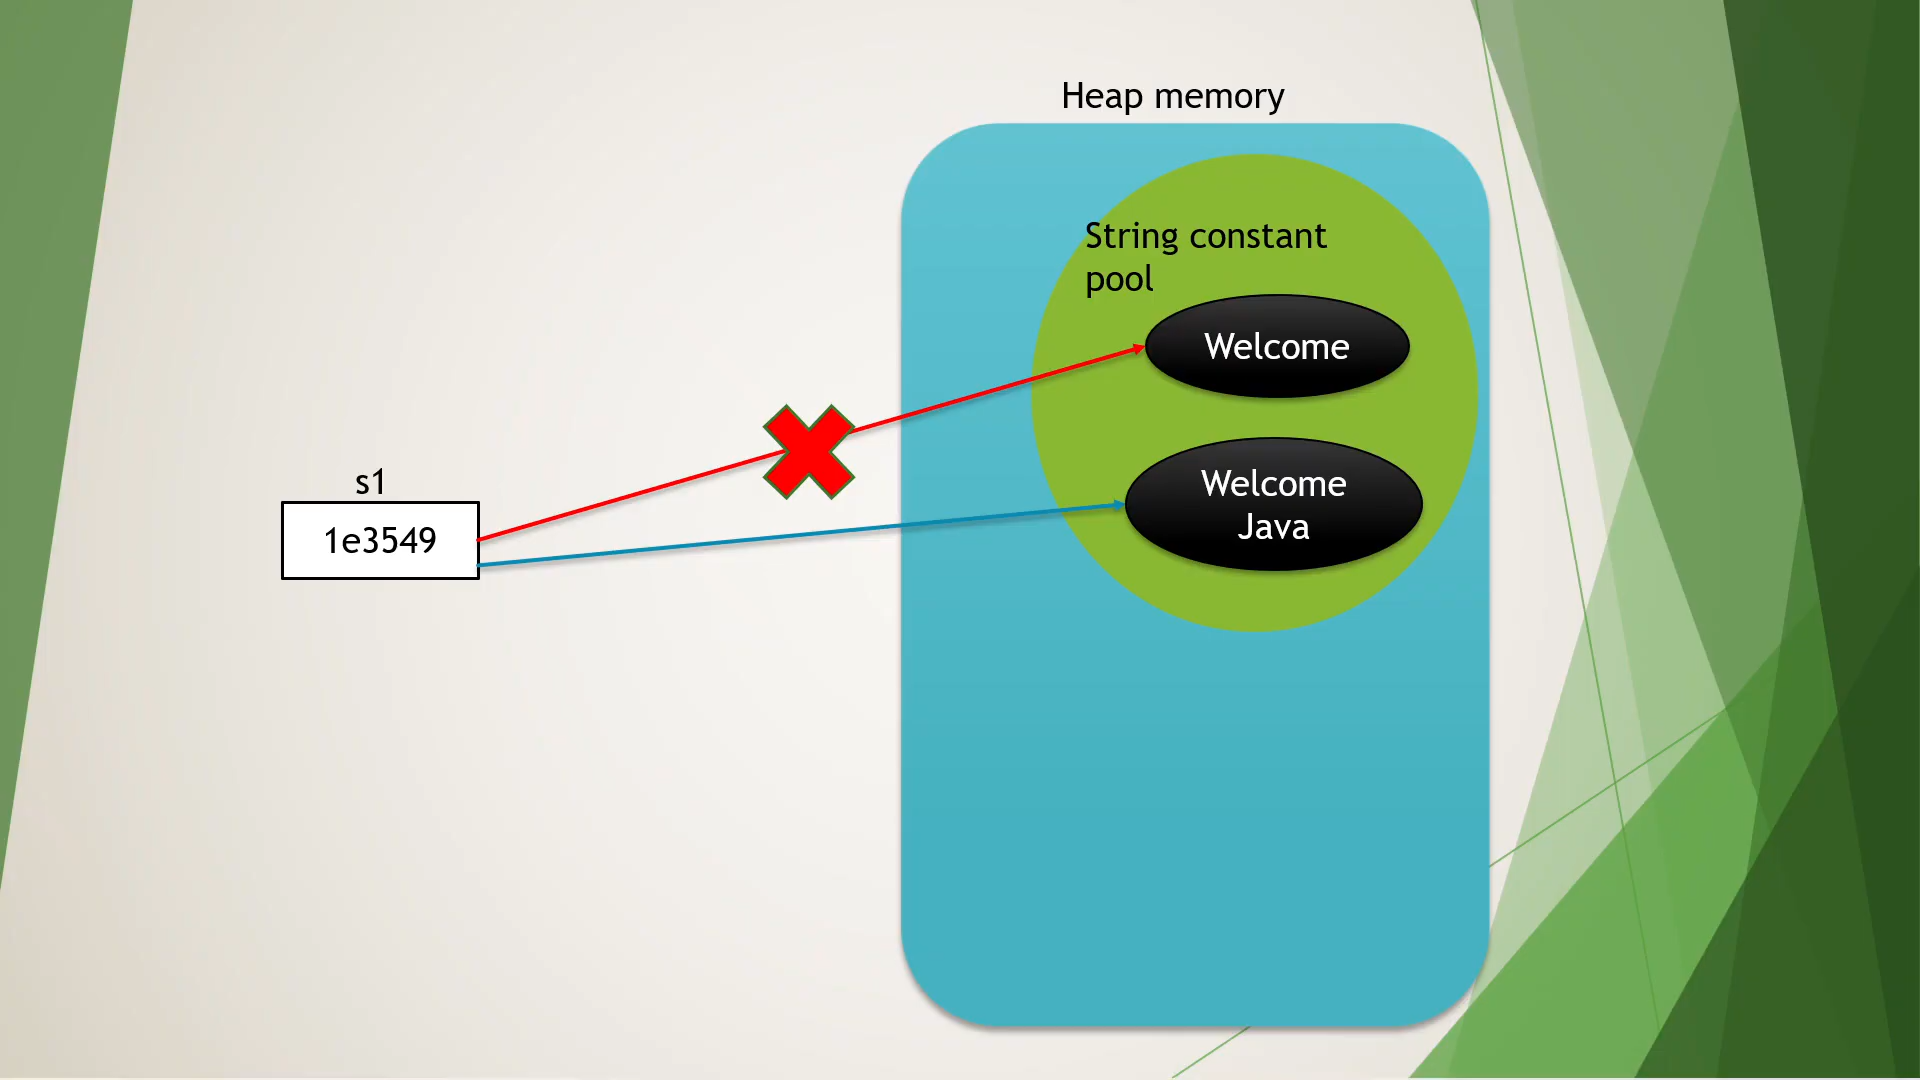 Heap memory
String constant
pool
Welcome
s1
1e3549
Welcome
Java